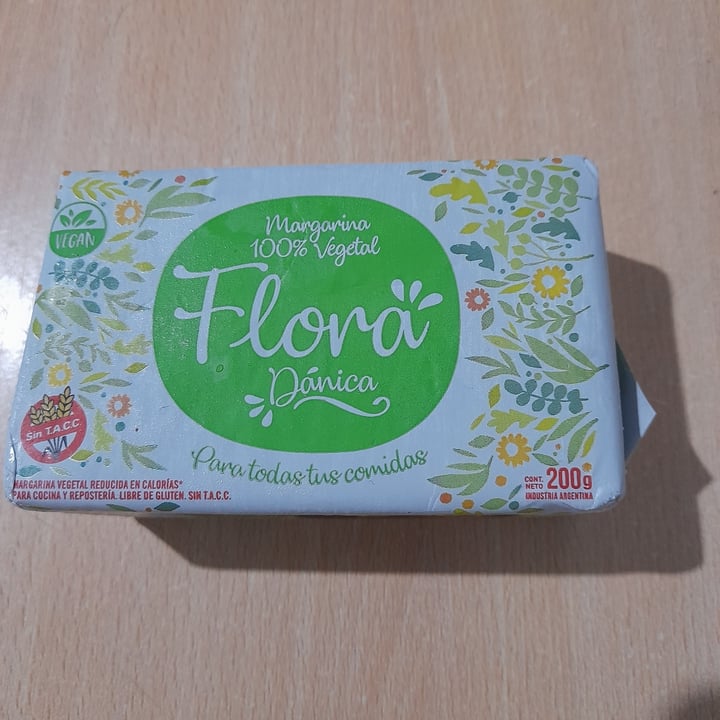 VEGAN
Margarina
100% Vegetal
Flora
Dánica
Para todas tus comidas
Sin T.A.C.C.
MARGARINA VEGETAL REDUCIDA EN CALORÍAS*
PARA COCINA Y REPOSTERÍA. LIBRE DE GLUTEN. SIN T.A.C.C.
CONT. NETO 200g
INDUSTRIA ARGENTINA